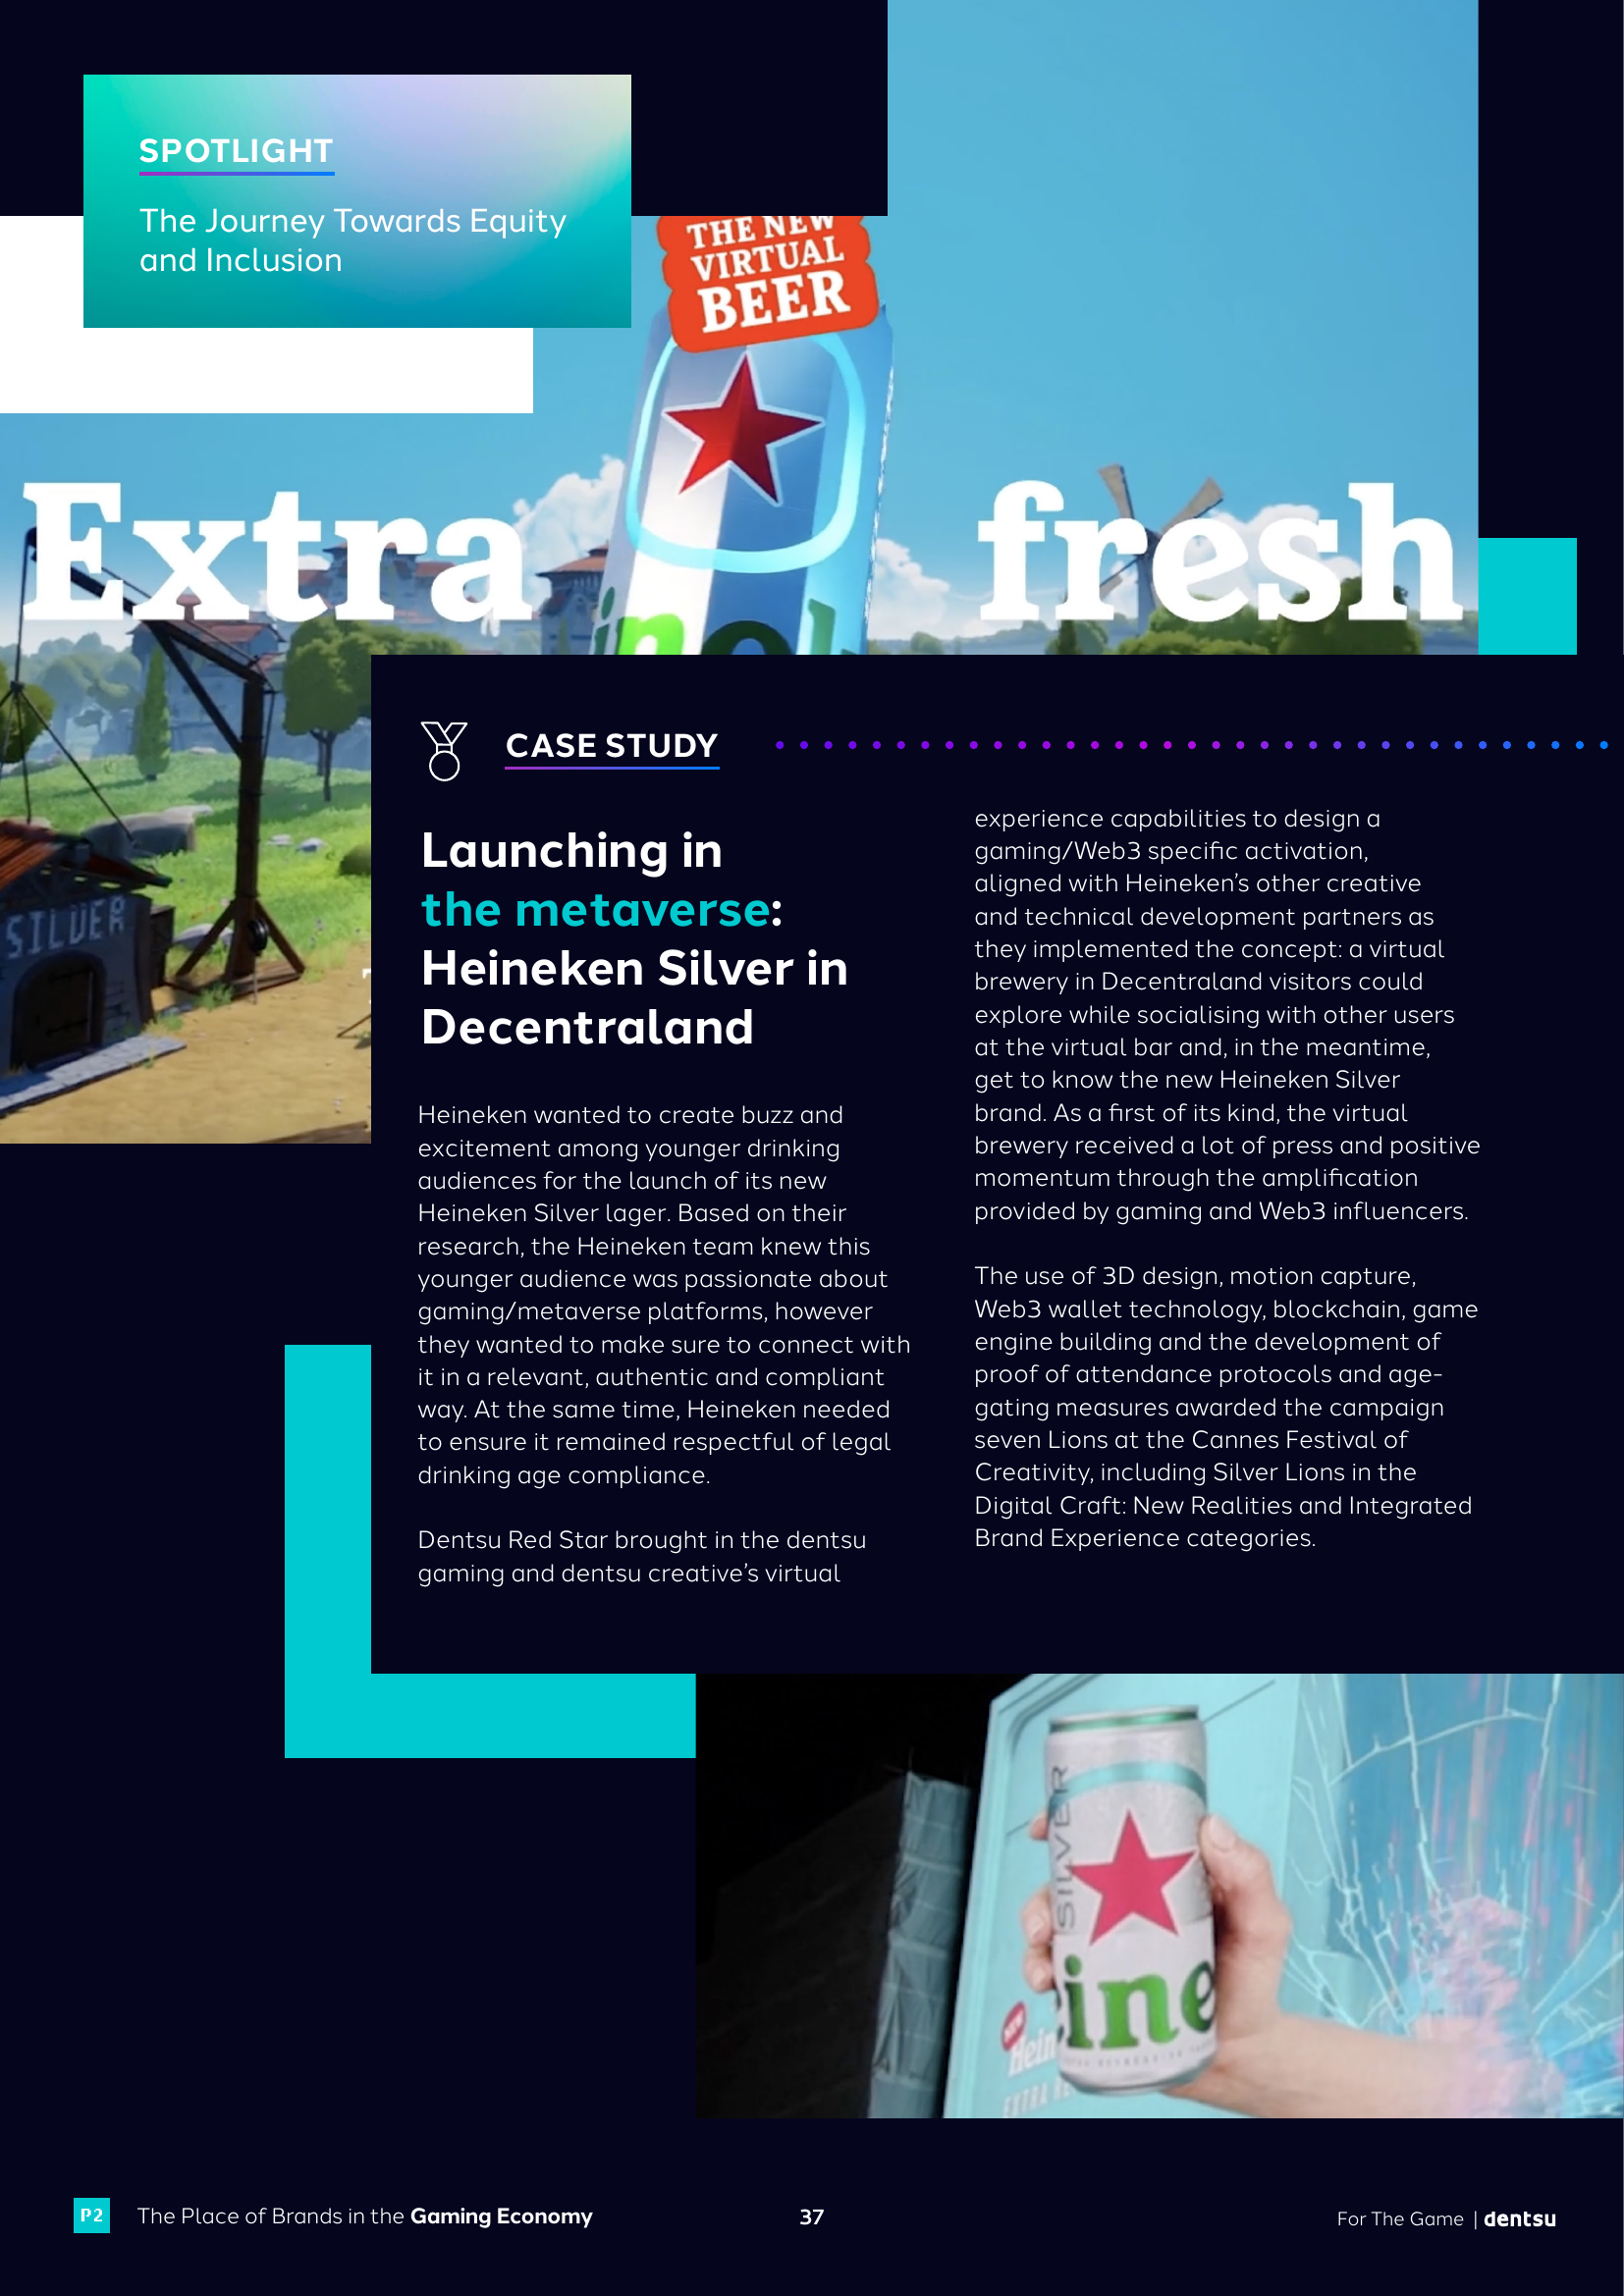 SPOTLIGHT
The Journey Towards Equity
and Inclusion
THE NEW
VIRTUAL
BEER
Extra fresh
SILVER
CASE STUDY
Launching in
the metaverse:
Heineken Silver in
Decentraland
Heineken wanted to create buzz and
excitement among younger drinking
audiences for the launch of its new
Heineken Silver lager. Based on their
research, the Heineken team knew this
younger audience was passionate about
gaming/metaverse platforms, however
they wanted to make sure to connect with
it in a relevant, authentic and compliant
way. At the same time, Heineken needed
to ensure it remained respectful of legal
drinking age compliance.
Dentsu Red Star brought in the dentsu
gaming and dentsu creative’s virtual
experience capabilities to design a
gaming/Web3 specific activation,
aligned with Heineken’s other creative
and technical development partners as
they implemented the concept: a virtual
brewery in Decentraland visitors could
explore while socialising with other users
at the virtual bar and, in the meantime,
get to know the new Heineken Silver
brand. As a first of its kind, the virtual
brewery received a lot of press and positive
momentum through the amplification
provided by gaming and Web3 influencers.
The use of 3D design, motion capture,
Web3 wallet technology, blockchain, game
engine building and the development of
proof of attendance protocols and age-
gating measures awarded the campaign
seven Lions at the Cannes Festival of
Creativity, including Silver Lions in the
Digital Craft: New Realities and Integrated
Brand Experience categories.
SILVER
ine
NEW
Hein
EXTRA
P2 The Place of Brands in the Gaming Economy
37
For The Game | dentsu